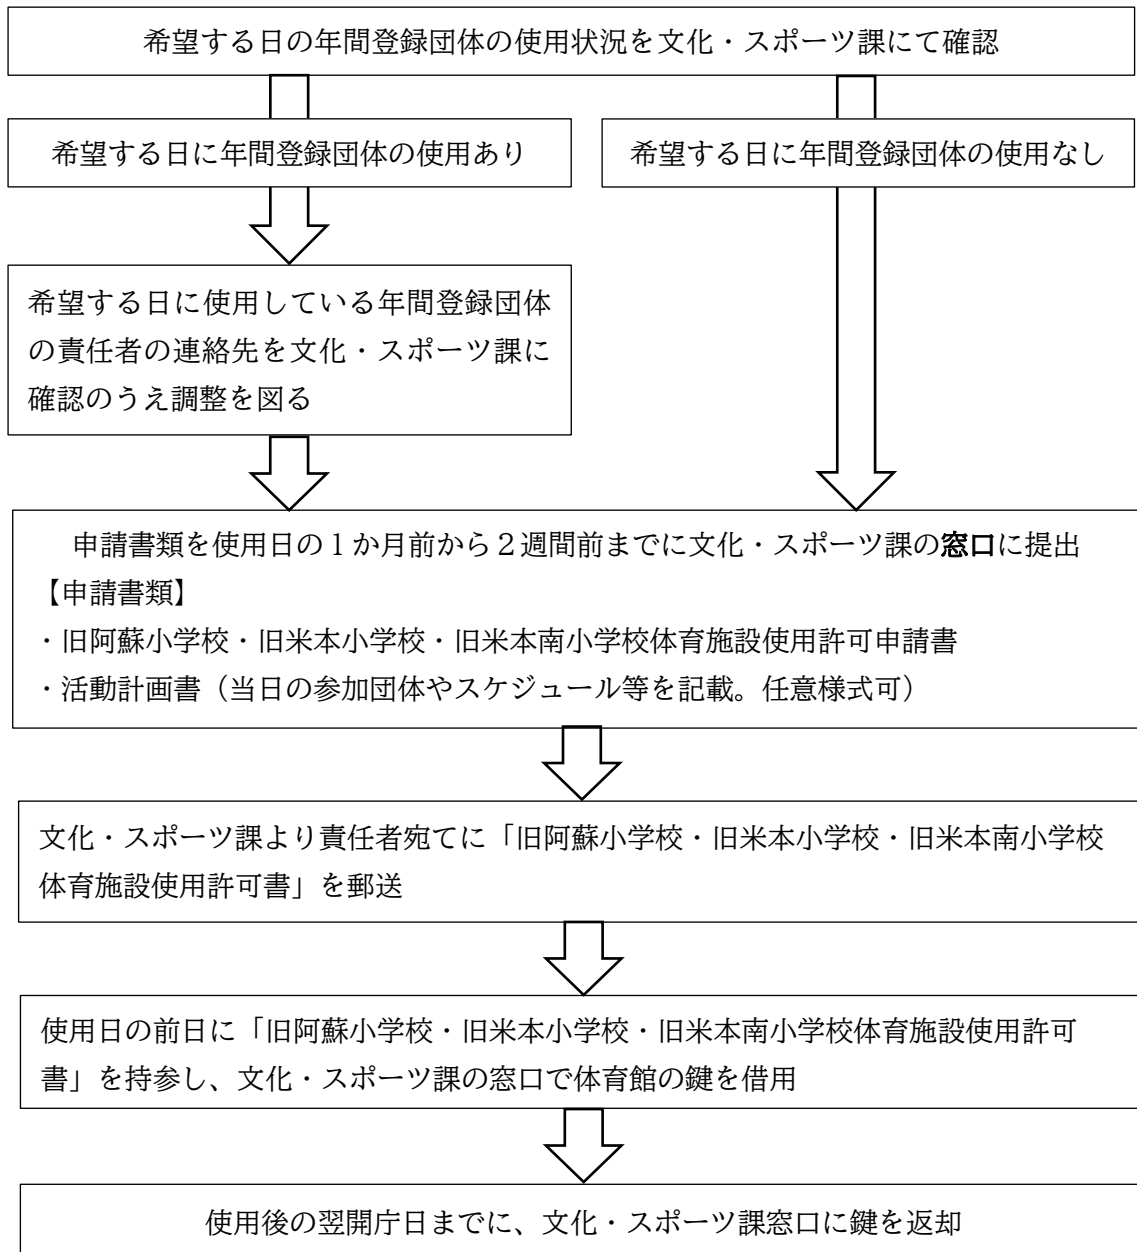 希望する日の年間登録団体の使用状況を文化・スポーツ課にて確認
希望する日に年間登録団体の使用あり
希望する日に年間登録団体の使用なし
希望する日に使用している年間登録団体
の責任者の連絡先を文化・スポーツ課に
確認のうえ調整を図る
申請書類を使用日の１か月前から２週間前までに文化・スポーツ課の窓口に提出
【申請書類】
・旧阿蘇小学校・旧米本小学校・旧米本南小学校体育施設使用許可申請書
・活動計画書（当日の参加団体やスケジュール等を記載。任意様式可）
文化・スポーツ課より責任者宛てに「旧阿蘇小学校・旧米本小学校・旧米本南小学校
体育施設使用許可書」を郵送
使用日の前日に「旧阿蘇小学校・旧米本小学校・旧米本南小学校体育施設使用許可
書」を持参し、文化・スポーツ課の窓口で体育館の鍵を借用
使用後の翌開庁日までに、文化・スポーツ課窓口に鍵を返却